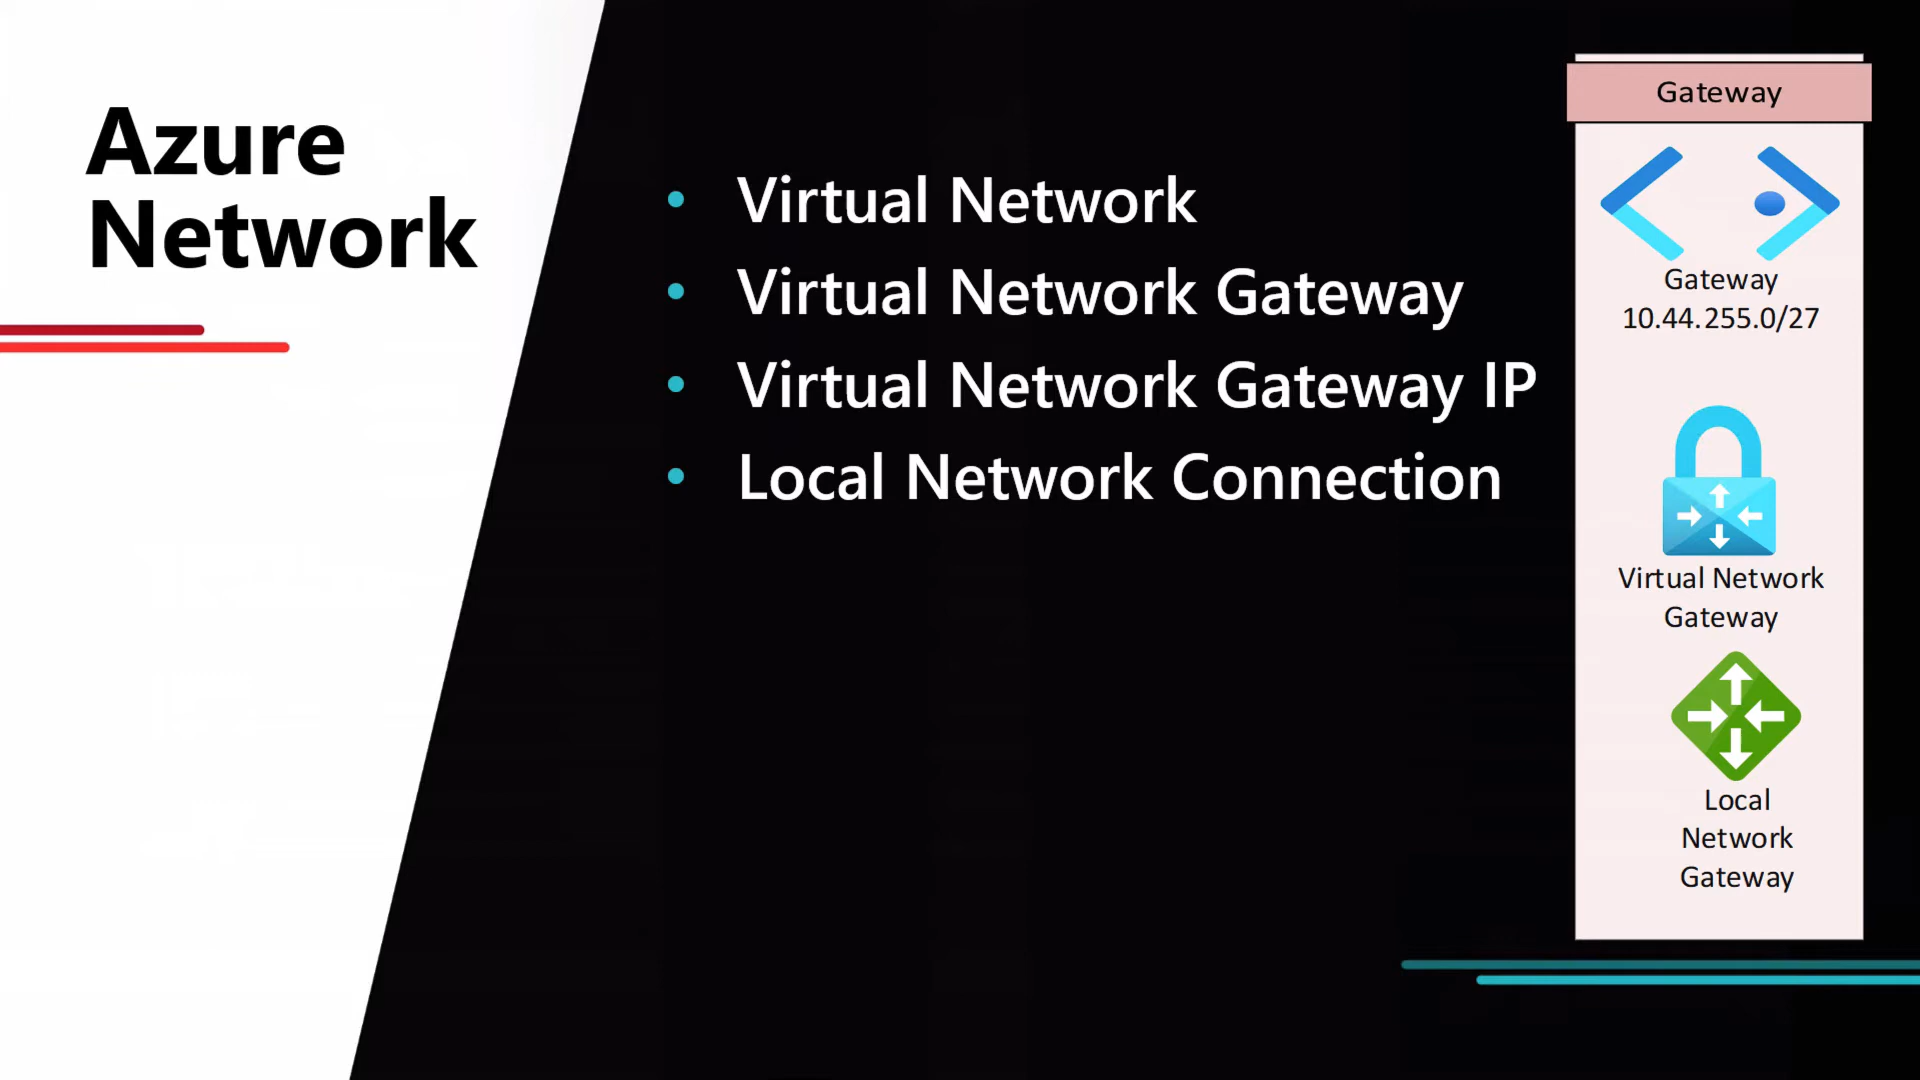 Azure
Network
• Virtual Network
• Virtual Network Gateway
• Virtual Network Gateway IP
• Local Network Connection
Gateway
Gateway
10.44.255.0/27
Virtual Network
Gateway
Local
Network
Gateway